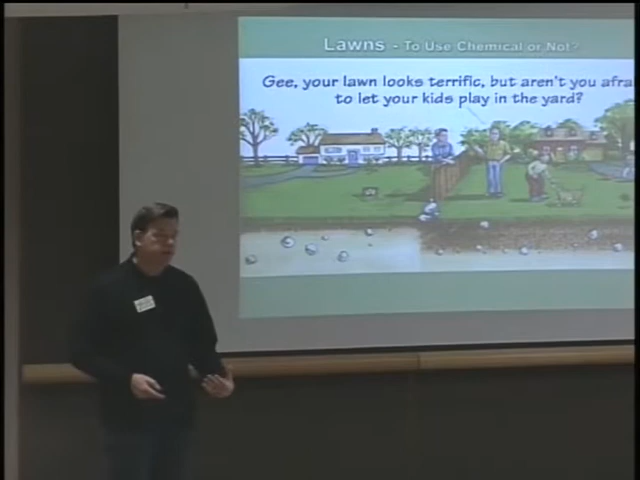 Lawns - To Use Chemical or Not?
Gee, your lawn looks terrific, but aren't you afra
to let your kids play in the yard?